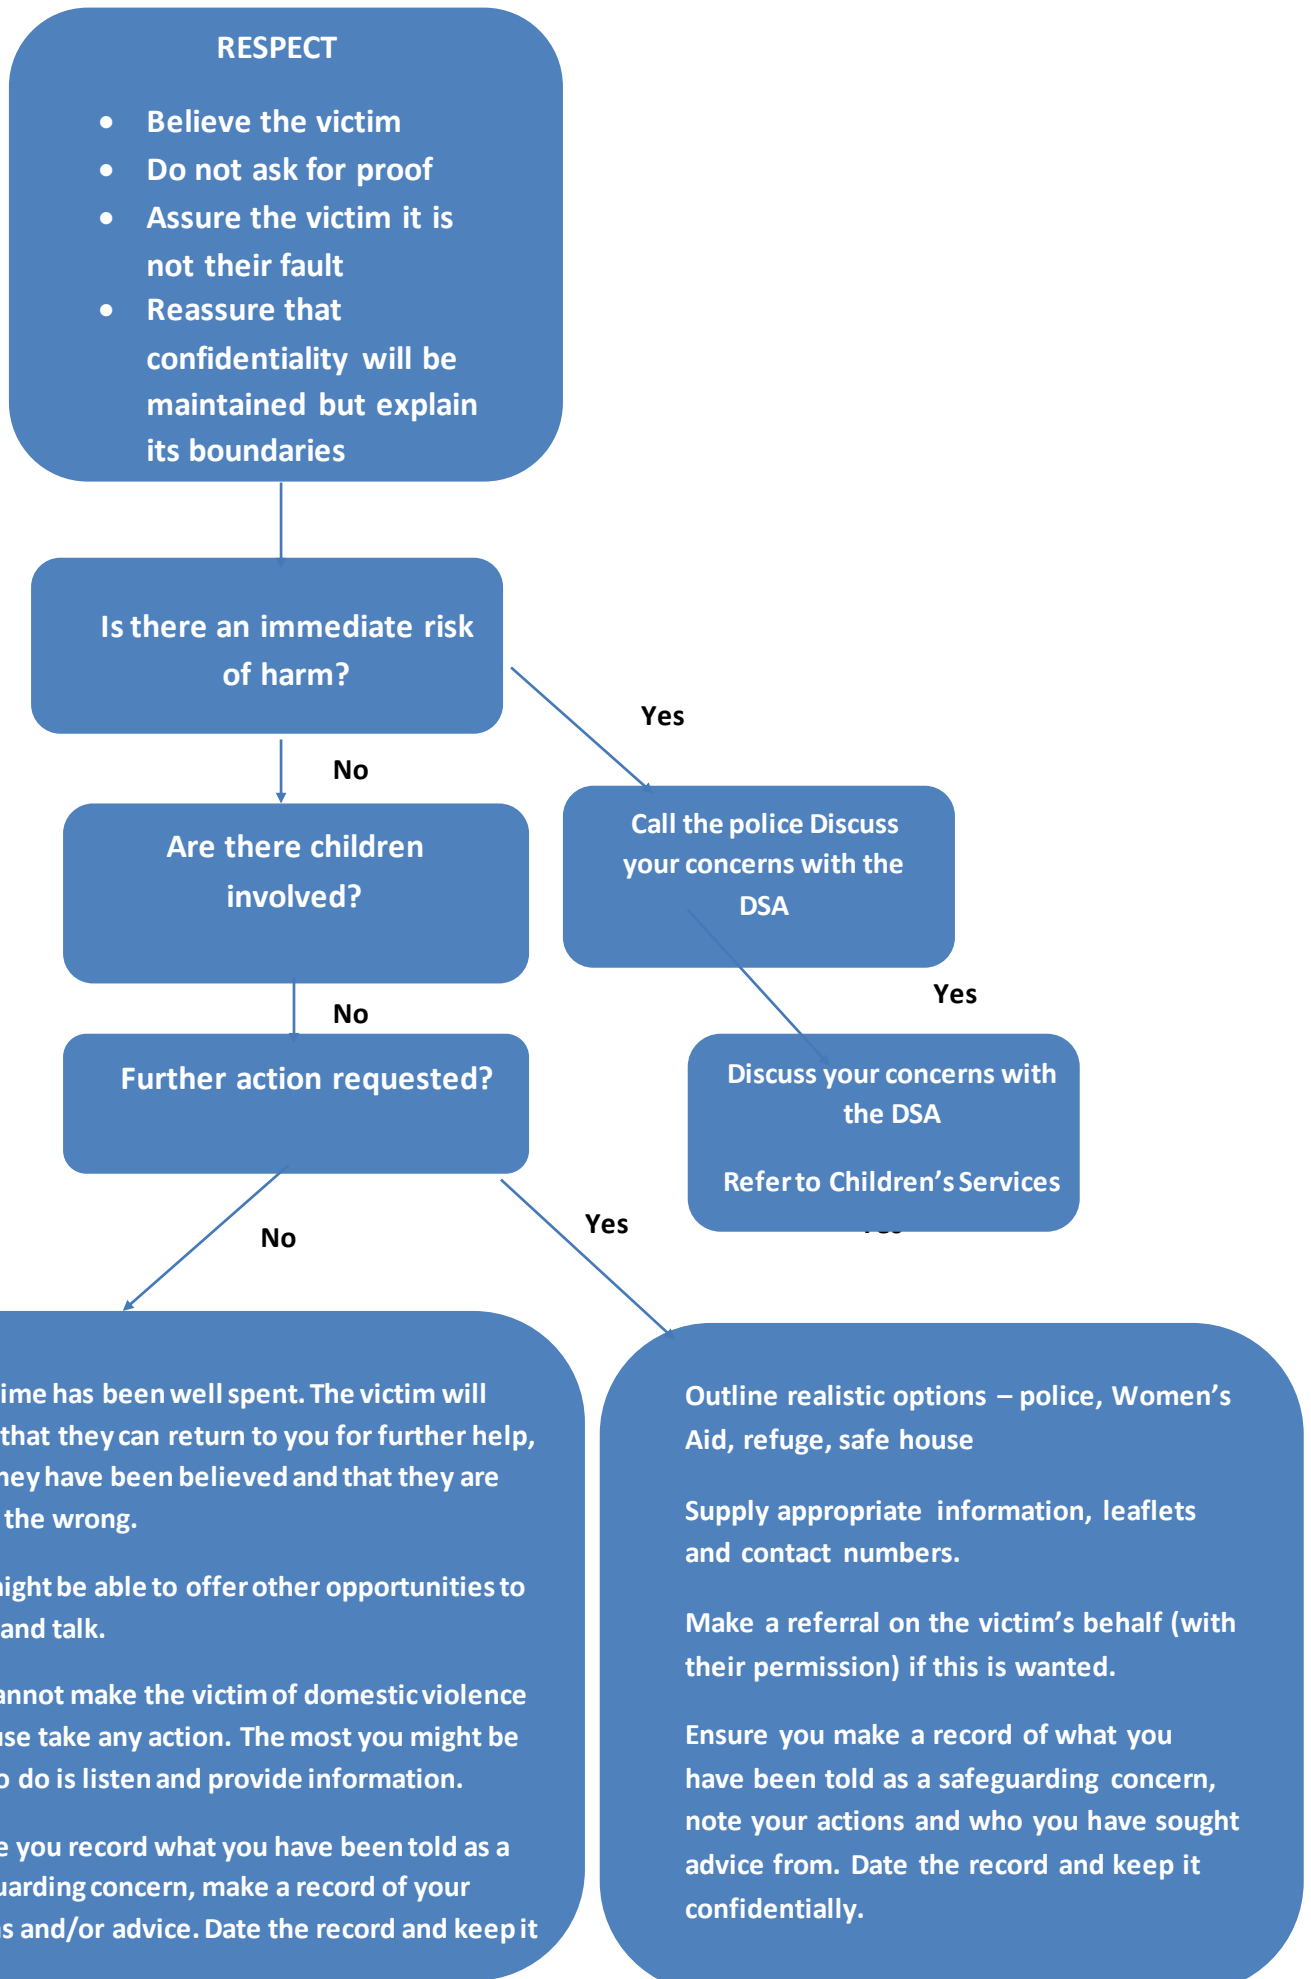 RESPECT
• Believe the victim
• Do not ask for proof
• Assure the victim it is
not their fault
• Reassure that
confidentiality will be
maintained but explain
its boundaries
Is there an immediate risk
of harm?
Yes
No
Are there children
involved?
Call the police Discuss
your concerns with the
DSA
Yes
No
Further action requested?
Discuss your concerns with
the DSA
Refer to Children's Services
No
Yes
ime has been well spent. The victim will
that they can return to you for further help,
hey have been believed and that they are
the wrong.
ight be able to offer other opportunities to
and talk.
annot make the victim of domestic violence
use take any action. The most you might be
o do is listen and provide information.
e you record what you have been told as a
uarding concern, make a record of your
s and/or advice. Date the record and keep it
Outline realistic options – police, Women's
Aid, refuge, safe house
Supply appropriate information, leaflets
and contact numbers.
Make a referral on the victim's behalf (with
their permission) if this is wanted.
Ensure you make a record of what you
have been told as a safeguarding concern,
note your actions and who you have sought
advice from. Date the record and keep it
confidentially.